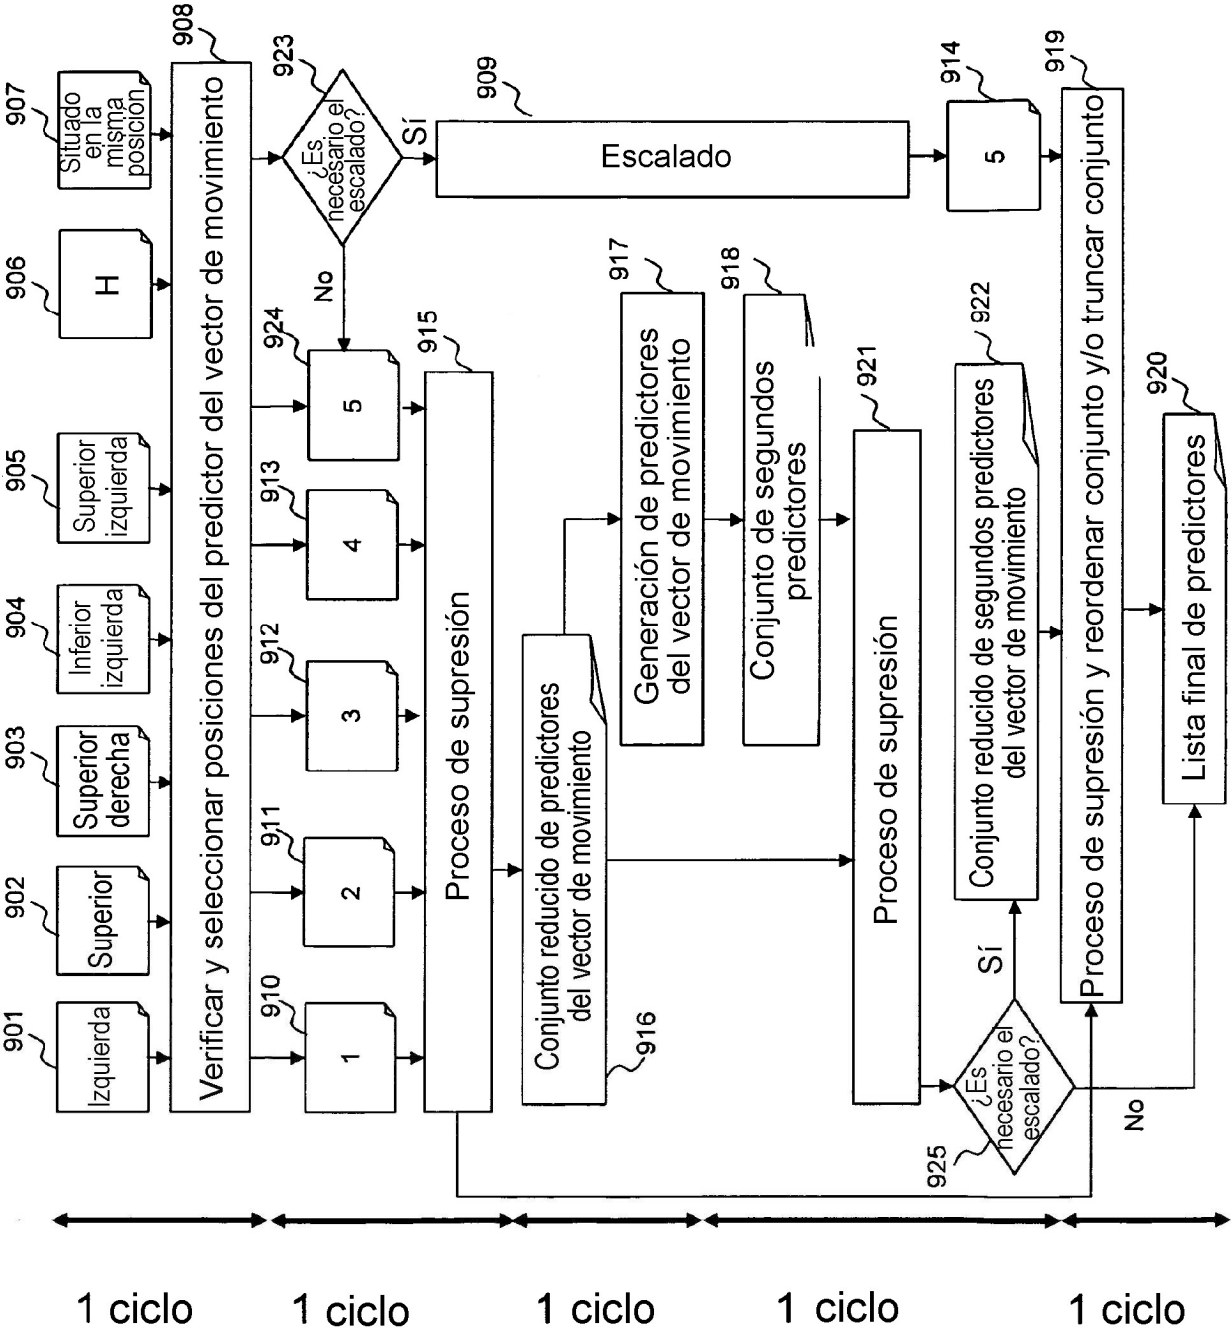 901
902
903
904
905
906
907
Izquierda
Superior
Superior
derecha
Inferior
izquierda
Superior
izquierda
H
Situado
en la
misma
posición
908
Verificar y seleccionar posiciones del predictor del vector de movimiento
910
911
912
913
924
923
1
2
3
4
5
No
¿Es
necesario el
escalado?
Sí
915
Proceso de supresión
909
Escalado
916
Conjunto reducido de predictores
del vector de movimiento
917
Generación de predictores
del vector de movimiento
918
Conjunto de segundos
predictores
921
Proceso de supresión
925
¿Es
necesario el
escalado?
Sí
No
922
Conjunto reducido de segundos predictores
del vector de movimiento
914
5
919
Proceso de supresión y reordenar conjunto y/o truncar conjunto
920
Lista final de predictores
1 ciclo
1 ciclo
1 ciclo
1 ciclo
1 ciclo